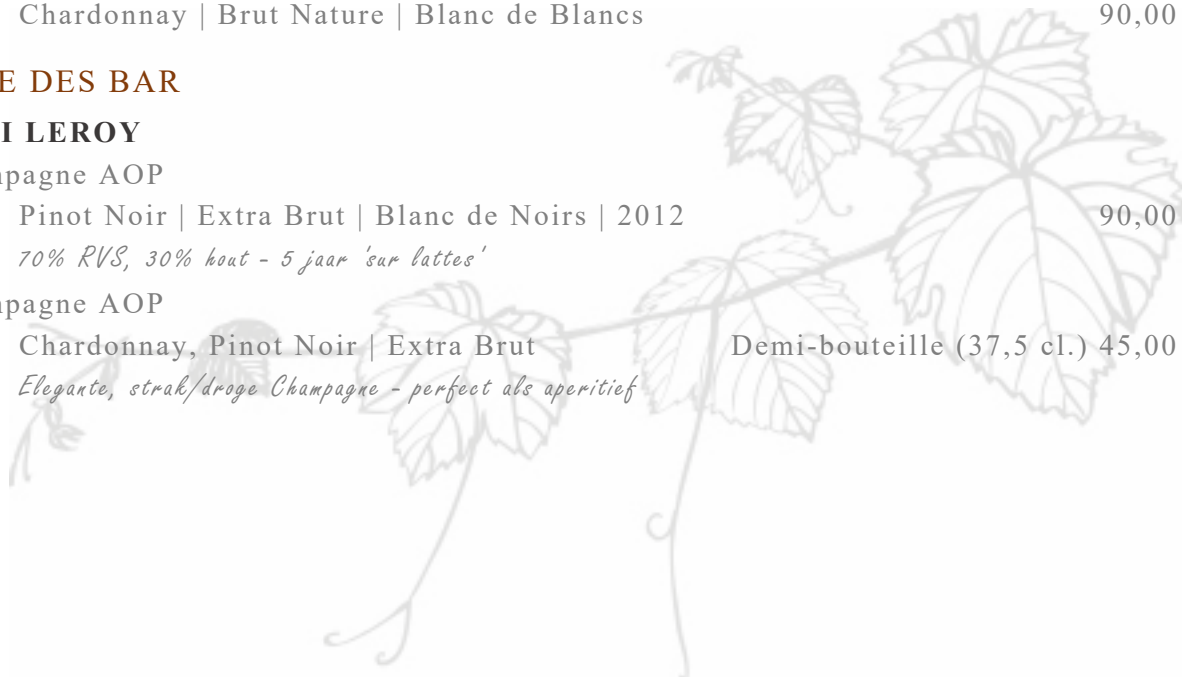 Chardonnay | Brut Nature | Blanc de Blancs 90,00
E DES BAR
I LEROY
npagne AOP
Pinot Noir | Extra Brut | Blanc de Noirs | 2012 90,00
70% RVS, 30% hout - 5 jaar 'sur lattes'
npagne AOP
Chardonnay, Pinot Noir | Extra Brut Demi-bouteille (37,5 cl.) 45,00
Elegante, strak/droge Champagne - perfect als aperitief